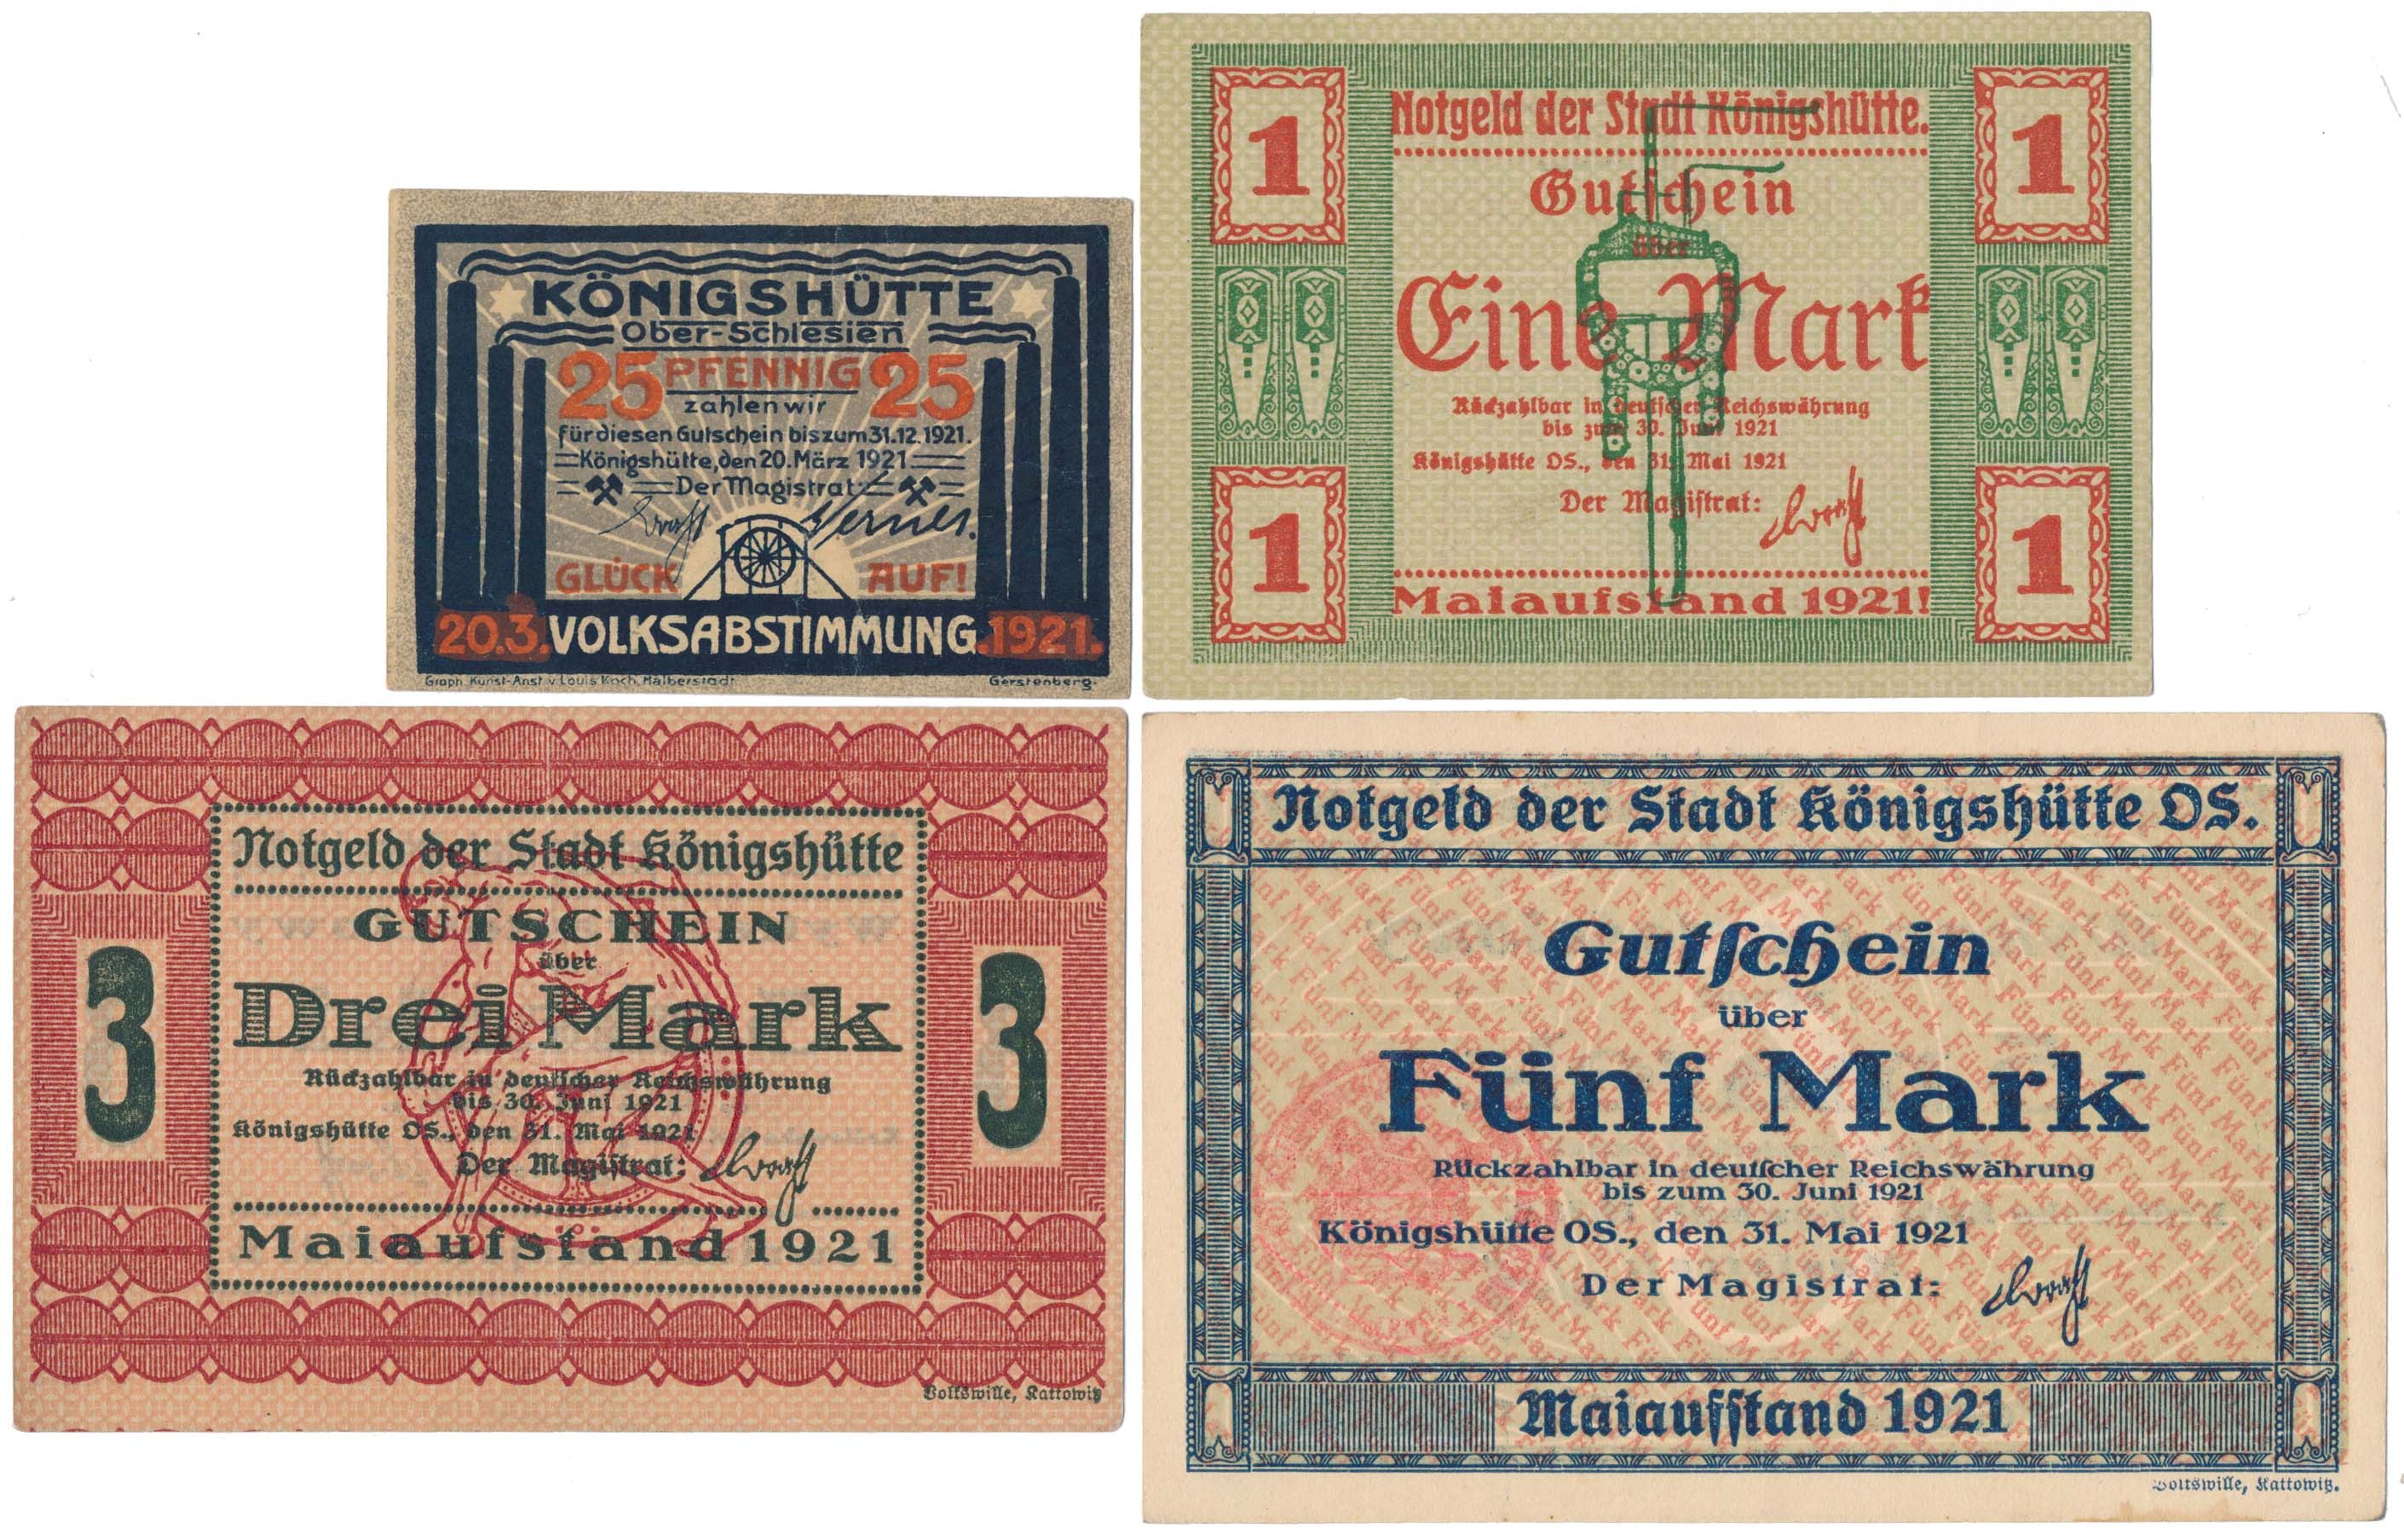 KÖNIGSHÜTTE
Ober-Schlesien
25 PFENNIG 25
zahlen wir
für diesen Gutschein bis zum 31.12.1921.
Königshütte, den 20. März 1921
Der Magistrat
GLÜCK AUF!
20.3. VOLKSABSTIMMUNG. 1921.
Graph. Kunst-Anst. v. Louis Koch, Halberstadt
Gerstenberg.
1 1
Notgeld der Stadt Königshütte.
Gutschein
über
Eine Mark
Rückzahlbar in deutscher Reichswährung
bis zum 30. Juni 1921
Königshütte OS., den 31. Mai 1921
Der Magistrat:
1 1
Maiaufstand 1921!
Notgeld der Stadt Königshütte
GUTSCHEIN
über
3 Drei Mark 3
Rückzahlbar in deutscher Reichswährung
bis 30. Juni 1921
Königshütte OS., den 31. Mai 1921
Der Magistrat:
Maiaufstand 1921
Volkswille, Kattowitz
Notgeld der Stadt Königshütte OS.
Gutschein
über
Fünf Mark
Rückzahlbar in deutscher Reichswährung
bis zum 30. Juni 1921
Königshütte OS., den 31. Mai 1921
Der Magistrat:
Maiaufstand 1921
Volkswille, Kattowitz.